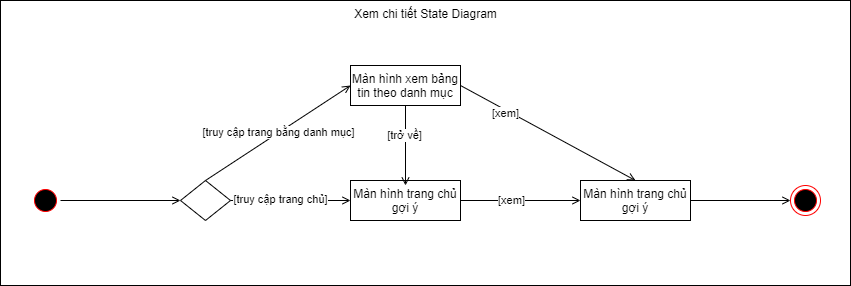 Xem chi tiết State Diagram
Màn hình xem bảng
tin theo danh mục
[truy cập trang bằng danh mục]
[trở về]
[xem]
[truy cập trang chủ]
Màn hình trang chủ
gợi ý
[xem]
Màn hình trang chủ
gợi ý